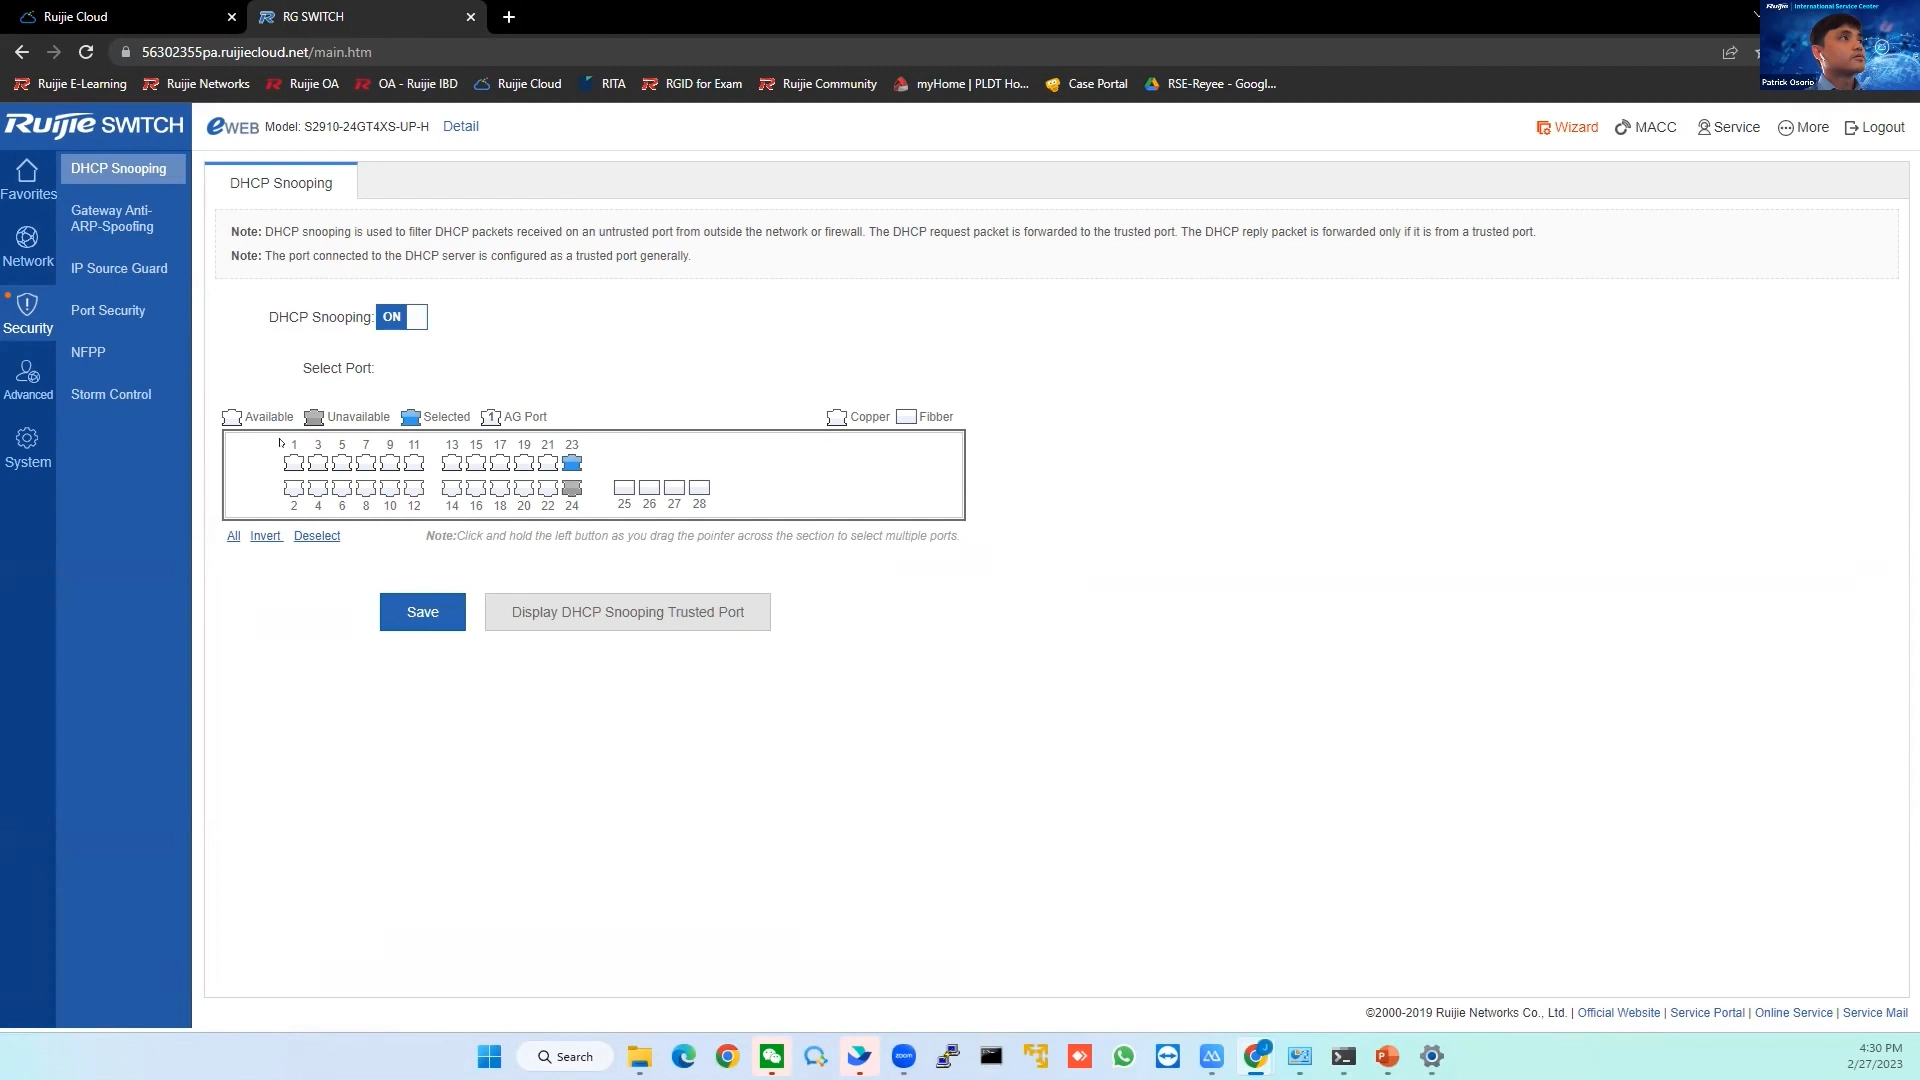 Ruijie Cloud
RG SWITCH
Ruijie | International Service Center
Patrick Osorio
56302355pa.ruijiecloud.net/main.htm
Ruijie E-Learning
Ruijie Networks
Ruijie OA
OA - Ruijie IBD
Ruijie Cloud
RITA
RGID for Exam
Ruijie Community
myHome | PLDT Ho...
Case Portal
RSE-Reyee - Googl...
Ruijie SWITCH
eWEB Model: S2910-24GT4XS-UP-H Detail
Wizard
MACC
Service
More
Logout
Favorites
Network
Security
Advanced
System
DHCP Snooping
Gateway Anti-
ARP-Spoofing
IP Source Guard
Port Security
NFPP
Storm Control
DHCP Snooping
Note: DHCP snooping is used to filter DHCP packets received on an untrusted port from outside the network or firewall. The DHCP request packet is forwarded to the trusted port. The DHCP reply packet is forwarded only if it is from a trusted port.
Note: The port connected to the DHCP server is configured as a trusted port generally.
DHCP Snooping: ON
Select Port:
Available Unavailable Selected 1 AG Port Copper Fibber
1 3 5 7 9 11 13 15 17 19 21 23
2 4 6 8 10 12 14 16 18 20 22 24 25 26 27 28
All Invert Deselect Note:Click and hold the left button as you drag the pointer across the section to select multiple ports.
Save
Display DHCP Snooping Trusted Port
©2000-2019 Ruijie Networks Co., Ltd. | Official Website | Service Portal | Online Service | Service Mail
Search
zoom
4:30 PM
2/27/2023